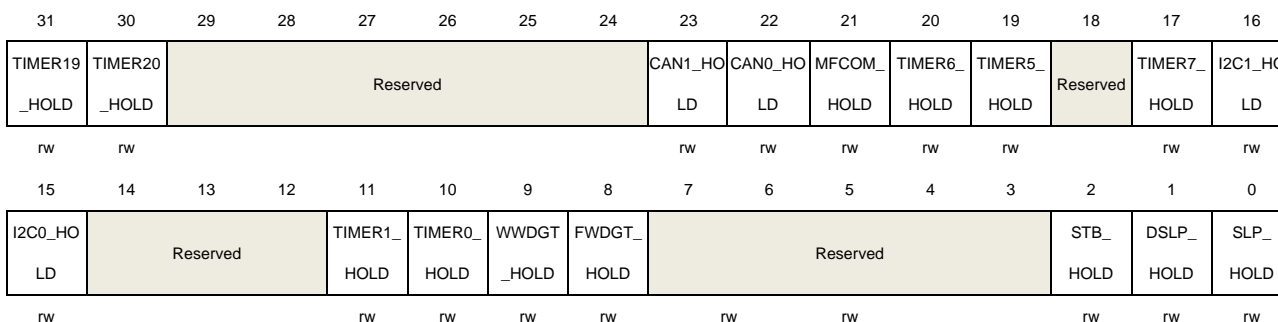 31 30 29 28 27 26 25 24 23 22 21 20 19 18 17 16
TIMER19 TIMER20 Reserved CAN1_HO CAN0_HO MFCOM_ TIMER6_ TIMER5_ Reserved TIMER7_ I2C1_HO
_HOLD _HOLD LD LD HOLD HOLD HOLD HOLD LD
rw rw rw rw rw rw rw rw rw
15 14 13 12 11 10 9 8 7 6 5 4 3 2 1 0
I2C0_HO Reserved TIMER1_ TIMER0_ WWDGT FWDGT_ Reserved STB_ DSLP_ SLP_
LD HOLD HOLD _HOLD HOLD HOLD HOLD HOLD
rw rw rw rw rw rw rw rw rw rw